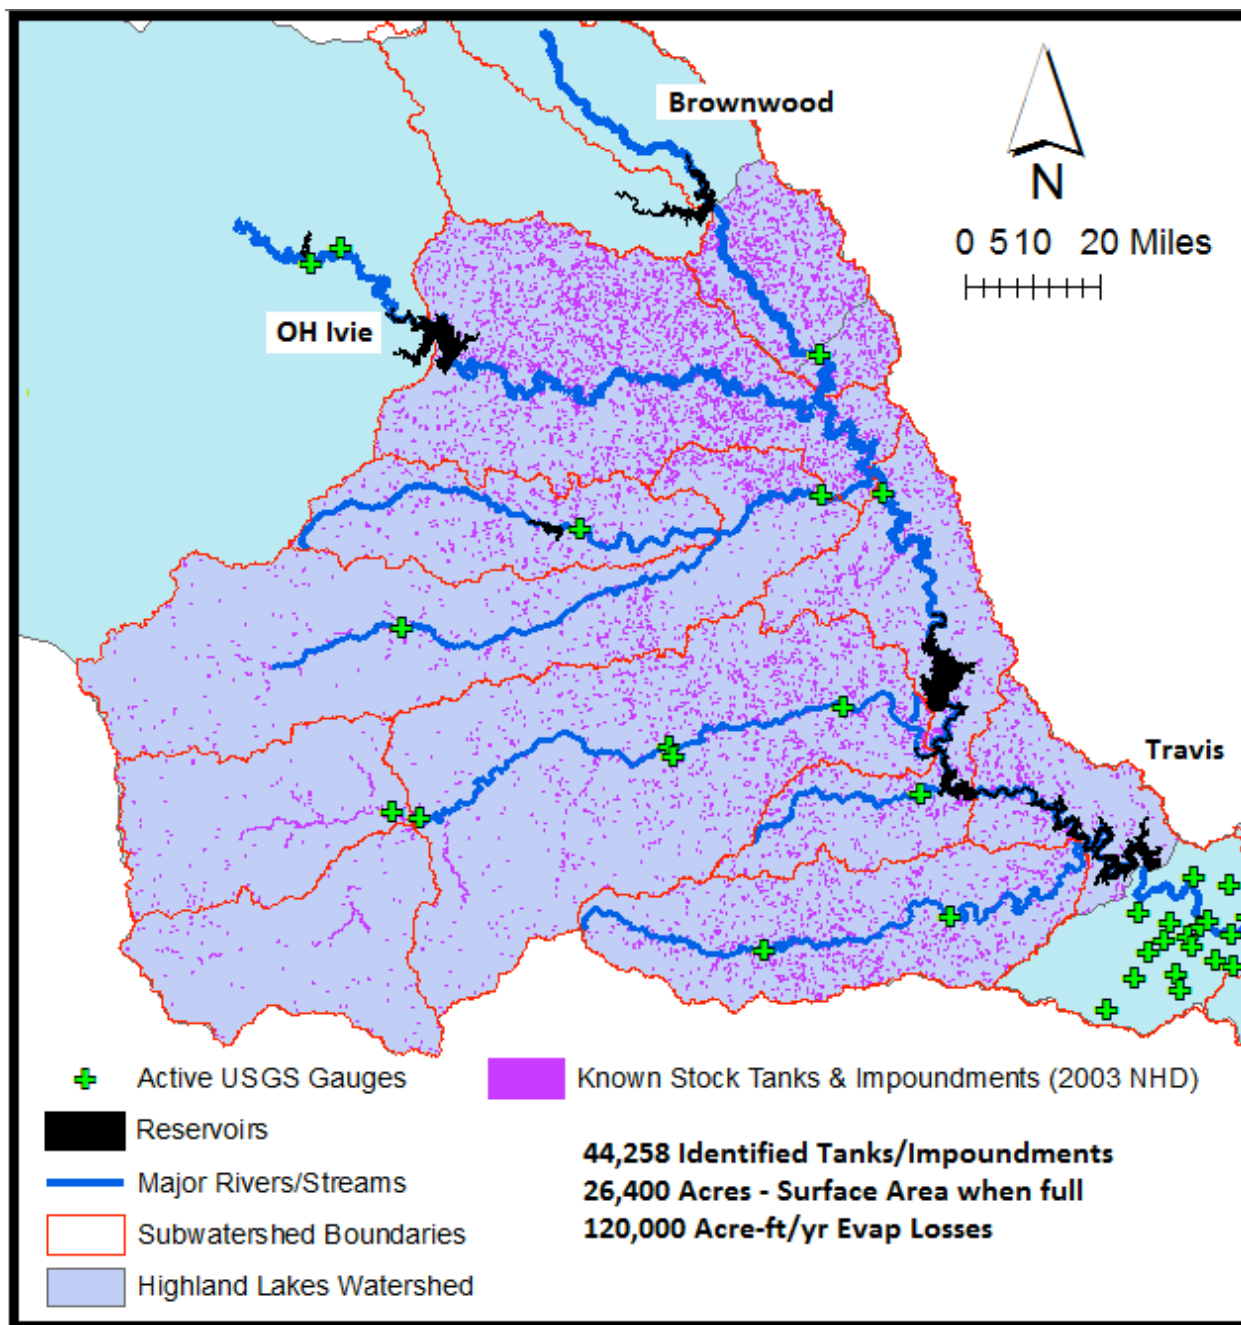 Brownwood
N
0 5 10 20 Miles
OH Ivie
Travis
Active USGS Gauges
Known Stock Tanks & Impoundments (2003 NHD)
Reservoirs
44,258 Identified Tanks/Impoundments
Major Rivers/Streams
26,400 Acres - Surface Area when full
120,000 Acre-ft/yr Evap Losses
Subwatershed Boundaries
Highland Lakes Watershed